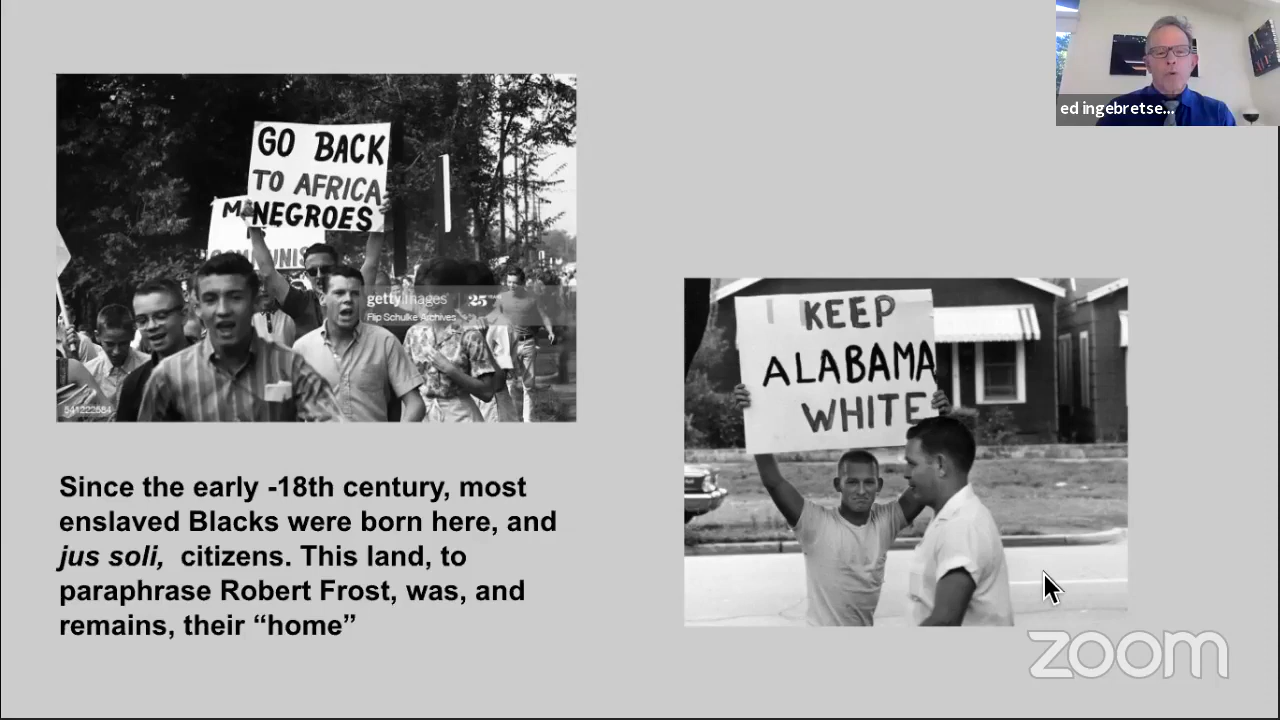 ed ingebretse...
GO BACK
TO AFRICA
NEGROES
gettyimages
25
Flip Schulke Archives
541222554
I KEEP
ALABAMA
WHITE
Since the early -18th century, most
enslaved Blacks were born here, and
jus soli, citizens. This land, to
paraphrase Robert Frost, was, and
remains, their “home”
zoom